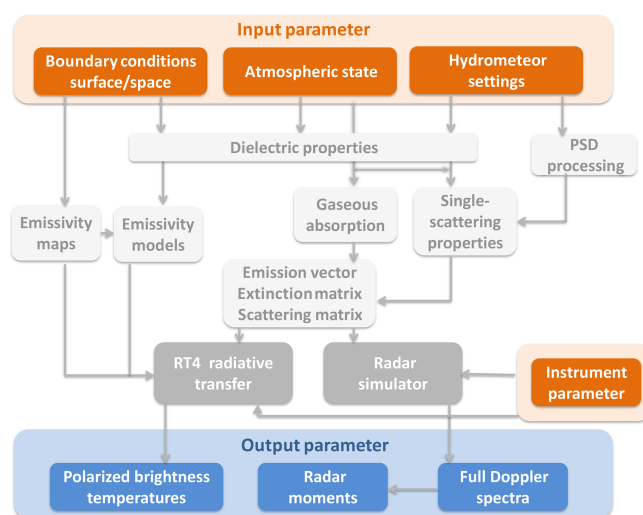 Input parameter
Boundary conditions
surface/space
Atmospheric state
Hydrometeor
settings
Dielectric properties
PSD
processing
Emissivity
maps
Emissivity
models
Gaseous
absorption
Single-
scattering
properties
Emission vector
Extinction matrix
Scattering matrix
RT4 radiative
transfer
Radar
simulator
Instrument
parameter
Output parameter
Polarized brightness
temperatures
Radar
moments
Full Doppler
spectra